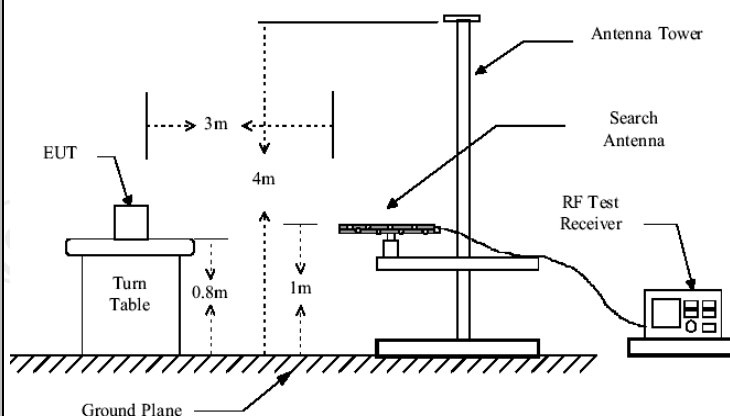 Antenna Tower
3m
Search
Antenna
EUT
4m
RF Test
Receiver
Turn
Table
0.8m
1m
Ground Plane